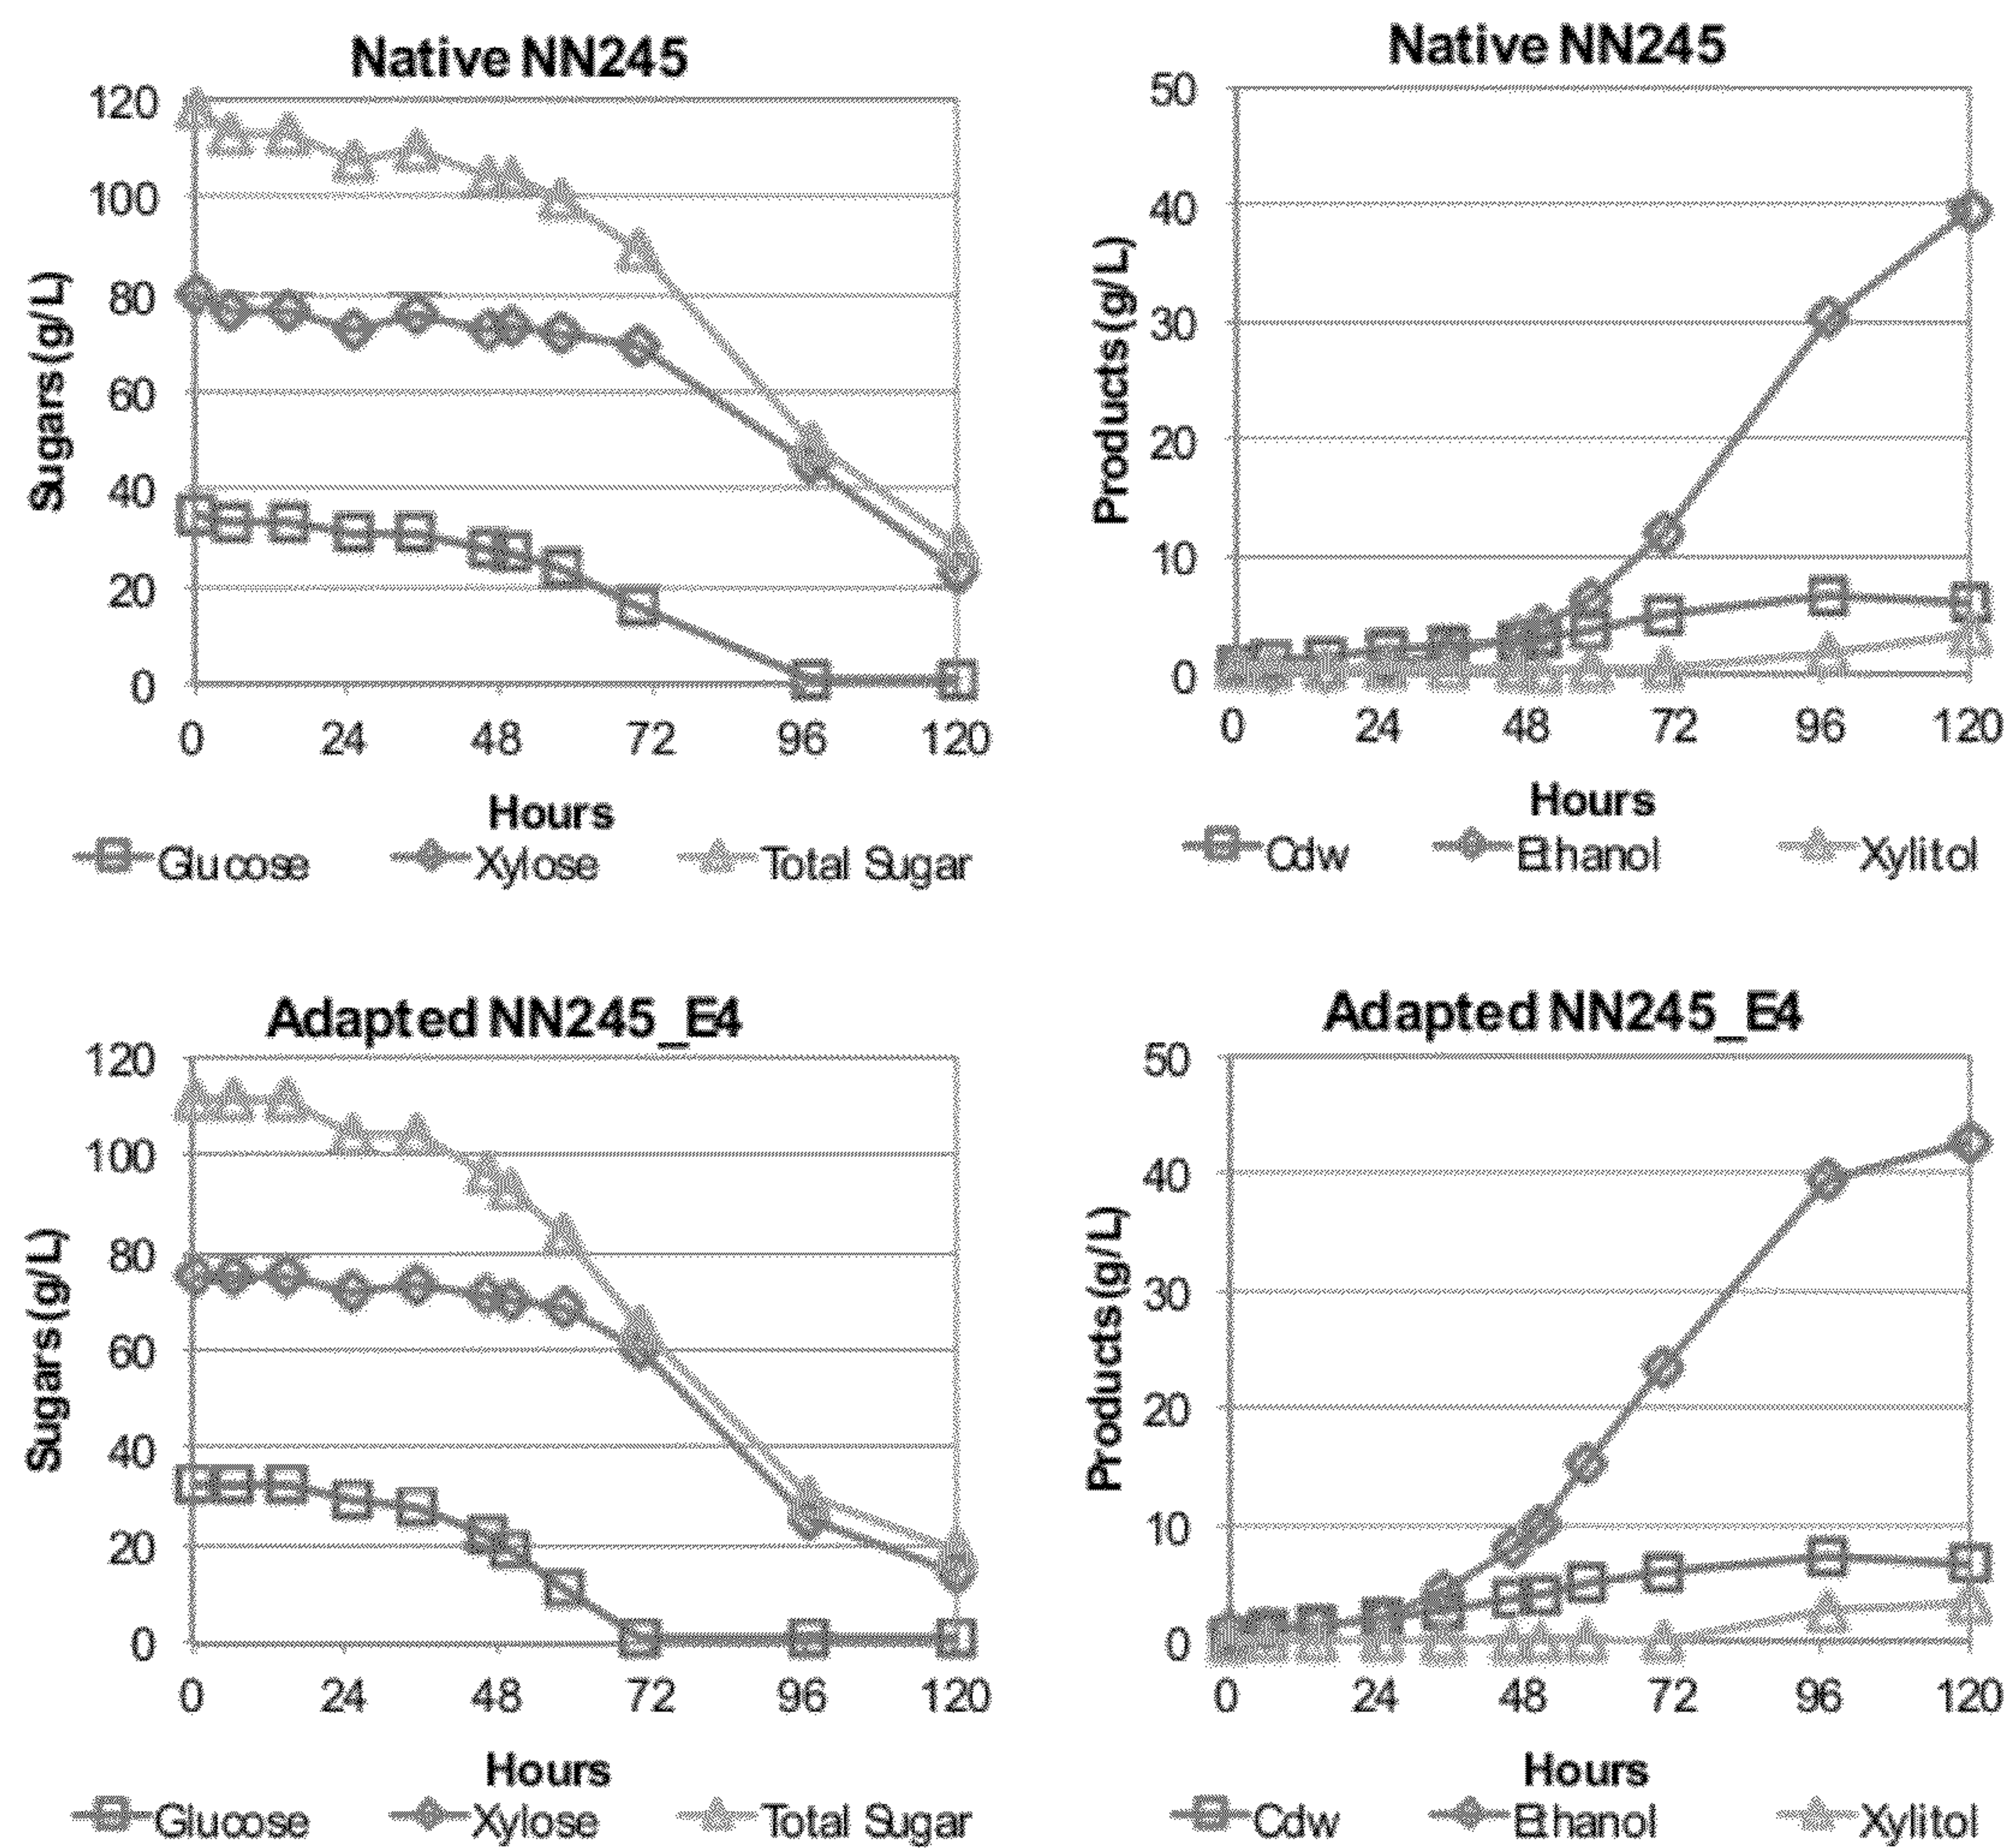 Native NN245
120
100
80
60
40
20
0
Sugars (g/L)
0 24 48 72 96 120
Hours
Glucose Xylose Total Sugar
Native NN245
50
40
30
20
10
0
Products (g/L)
0 24 48 72 96 120
Hours
Cdw Ethanol Xylitol
Adapted NN245_E4
120
100
80
60
40
20
0
Sugars (g/L)
0 24 48 72 96 120
Hours
Glucose Xylose Total Sugar
Adapted NN245_E4
50
40
30
20
10
0
Products (g/L)
0 24 48 72 96 120
Hours
Cdw Ethanol Xylitol